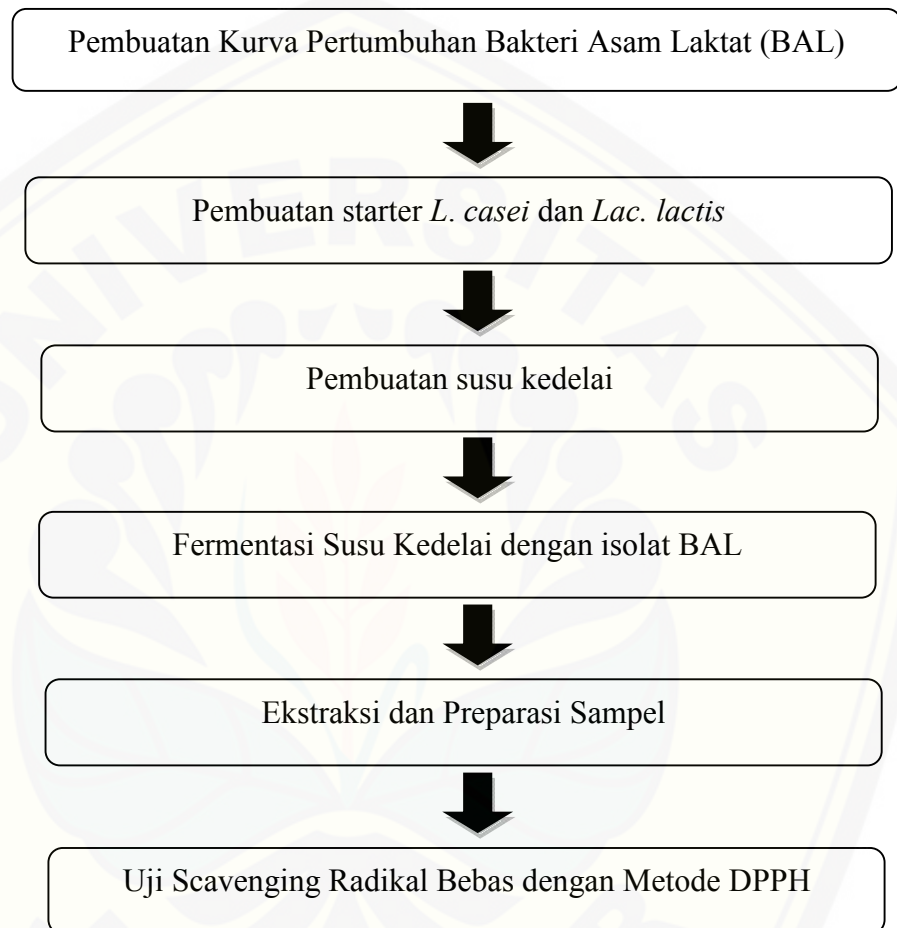 Pembuatan Kurva Pertumbuhan Bakteri Asam Laktat (BAL)
Pembuatan starter L. casei dan Lac. lactis
Pembuatan susu kedelai
Fermentasi Susu Kedelai dengan isolat BAL
Ekstraksi dan Preparasi Sampel
Uji Scavenging Radikal Bebas dengan Metode DPPH
UNIVERSITAS